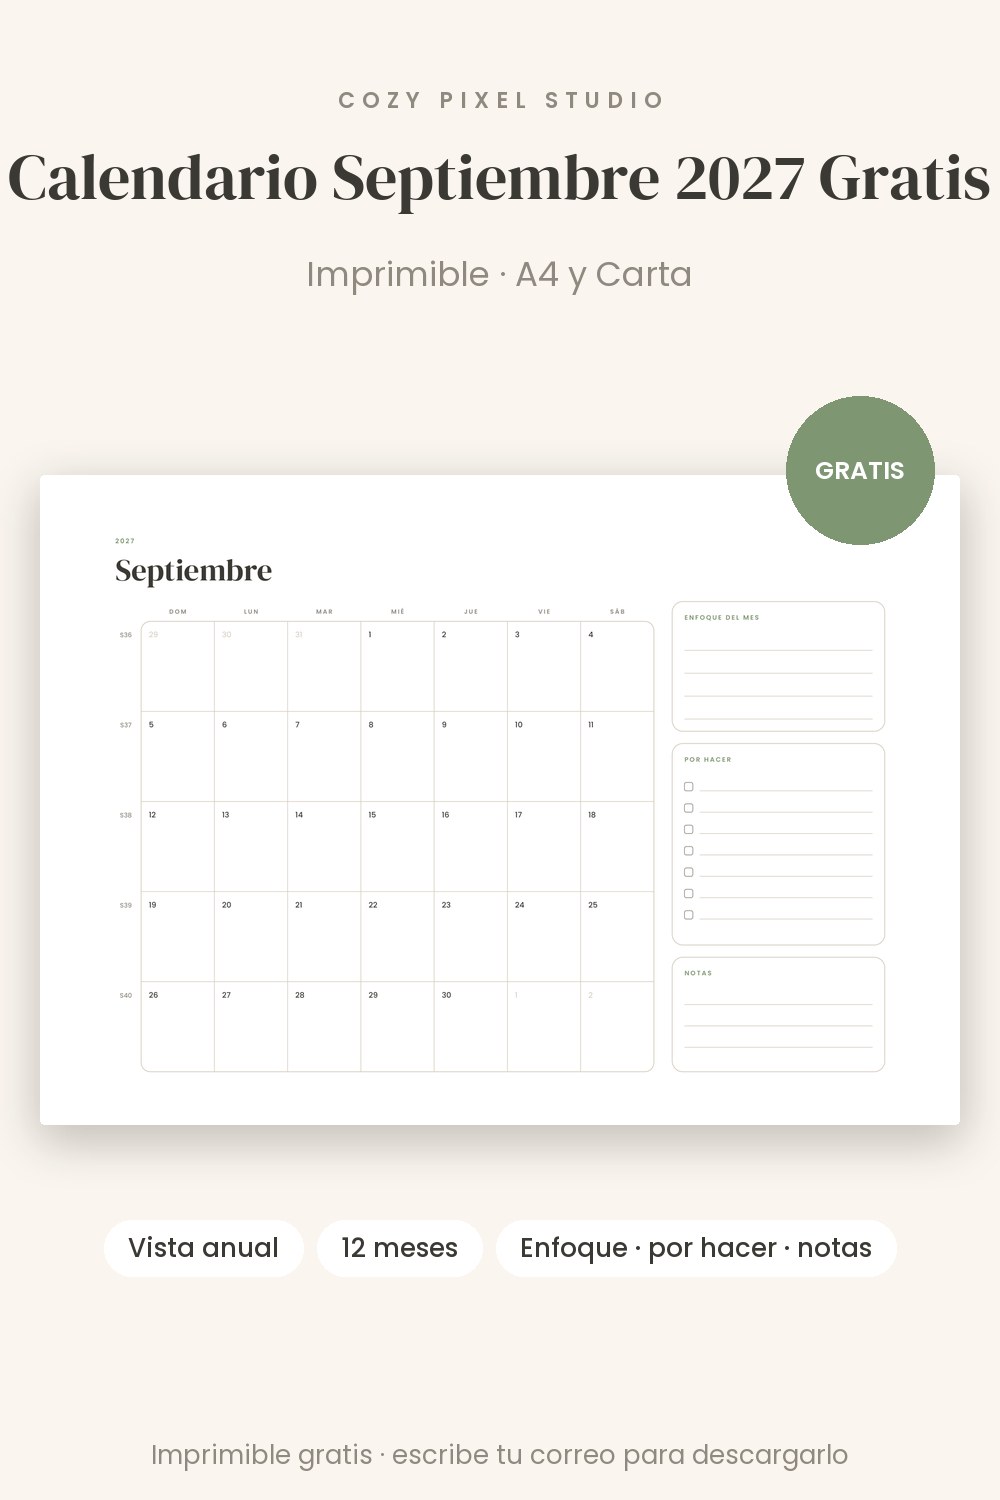 COZY PIXEL STUDIO
Calendario Septiembre 2027 Gratis
Imprimible · A4 y Carta
GRATIS
2027
Septiembre
DOM LUN MAR MIÉ JUE VIE SÁB
S36 29 30 31 1 2 3 4
S37 5 6 7 8 9 10 11
S38 12 13 14 15 16 17 18
S39 19 20 21 22 23 24 25
S40 26 27 28 29 30 1 2
ENFOQUE DEL MES
POR HACER
NOTAS
Vista anual 12 meses Enfoque · por hacer · notas
Imprimible gratis · escribe tu correo para descargarlo